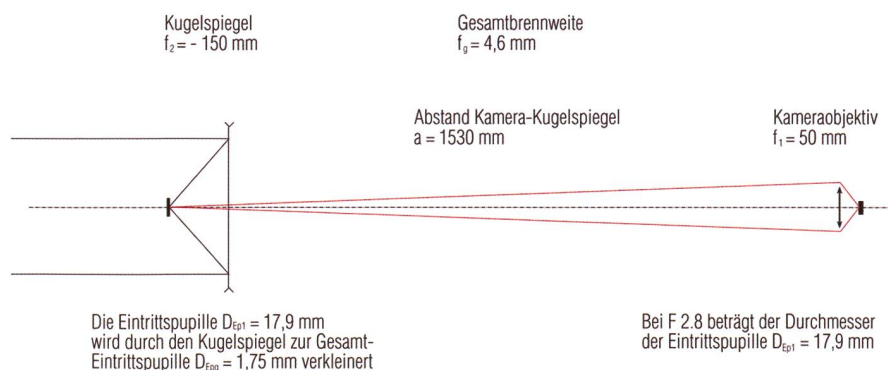 Kugelspiegel
f₂ = - 150 mm
Gesamtbrennweite
f₉ = 4,6 mm
Abstand Kamera-Kugelspiegel
a = 1530 mm
Kameraobjektiv
f₁ = 50 mm
Die Eintrittspupille D_Ep1 = 17,9 mm
wird durch den Kugelspiegel zur Gesamt-
Eintrittspupille D_Epg = 1,75 mm verkleinert
Bei F 2.8 beträgt der Durchmesser
der Eintrittspupille D_Ep1 = 17,9 mm